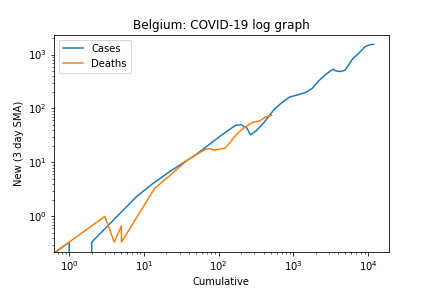 Belgium: COVID-19 log graph
Cases
Deaths
New (3 day SMA)
10³
10²
10¹
10⁰
10⁰ 10¹ 10² 10³ 10⁴
Cumulative